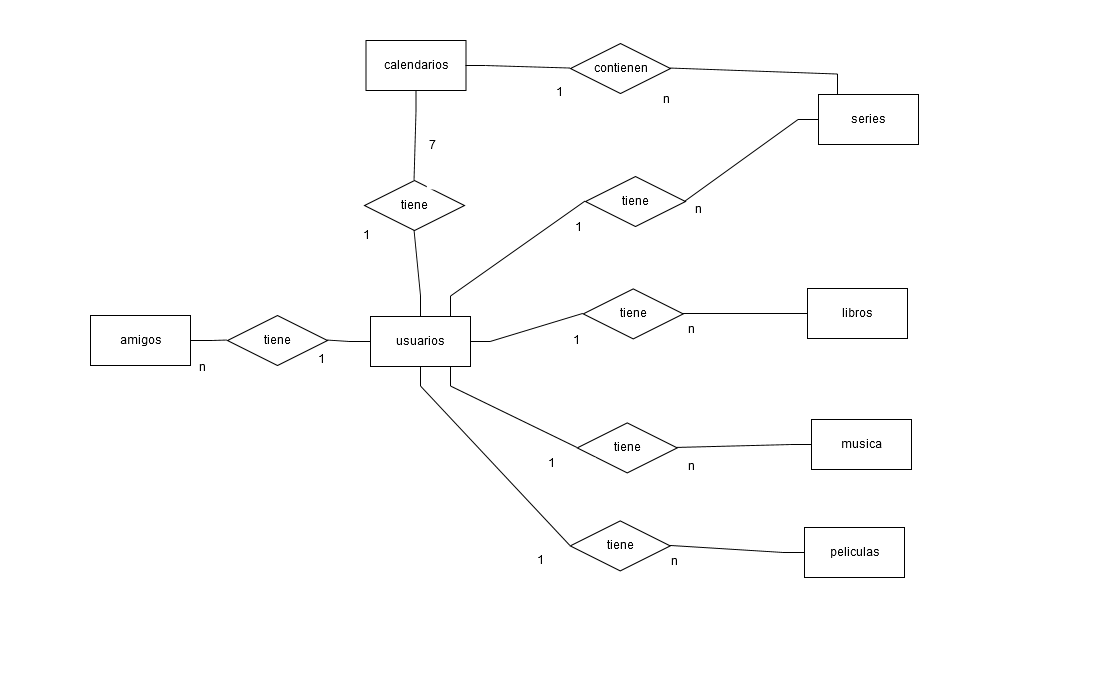 calendarios
contienen
1
n
series
7
tiene
1
tiene
1
n
amigos
n
tiene
1
usuarios
tiene
1
n
libros
tiene
1
n
musica
tiene
1
n
peliculas